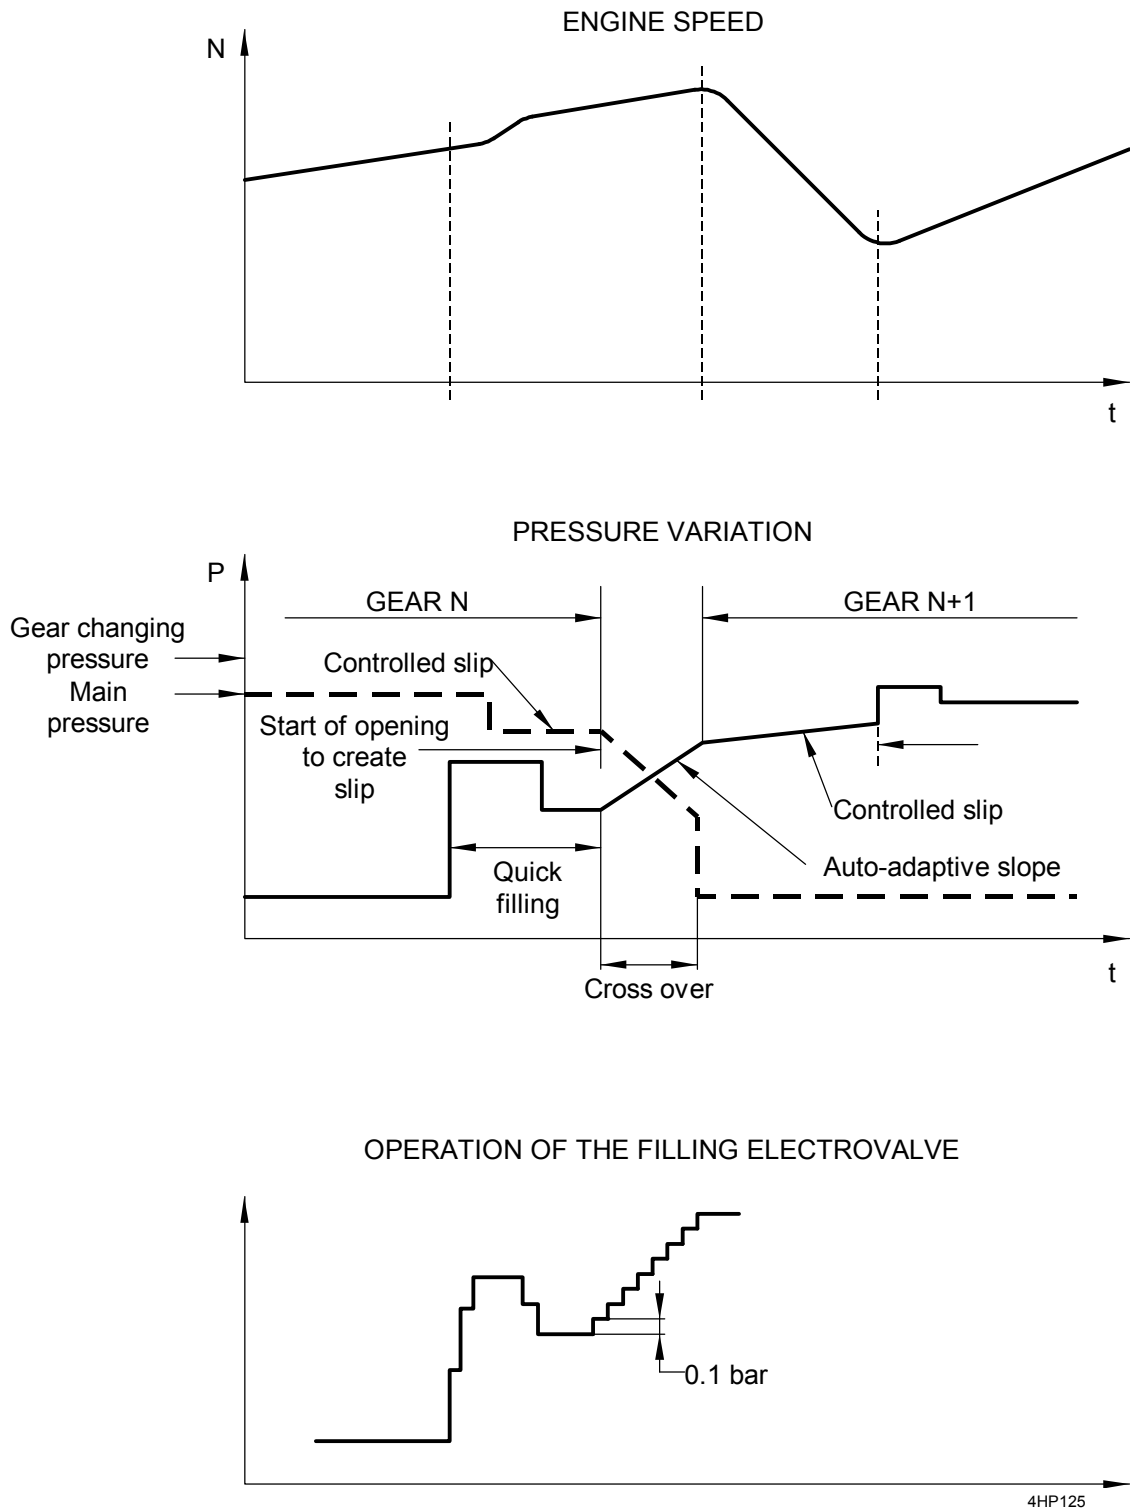 ENGINE SPEED
N
t
PRESSURE VARIATION
P
GEAR N
GEAR N+1
Gear changing
pressure
Main
pressure
Controlled slip
Start of opening
to create
slip
Controlled slip
Auto-adaptive slope
Quick
filling
t
Cross over
OPERATION OF THE FILLING ELECTROVALVE
0.1 bar
4HP125